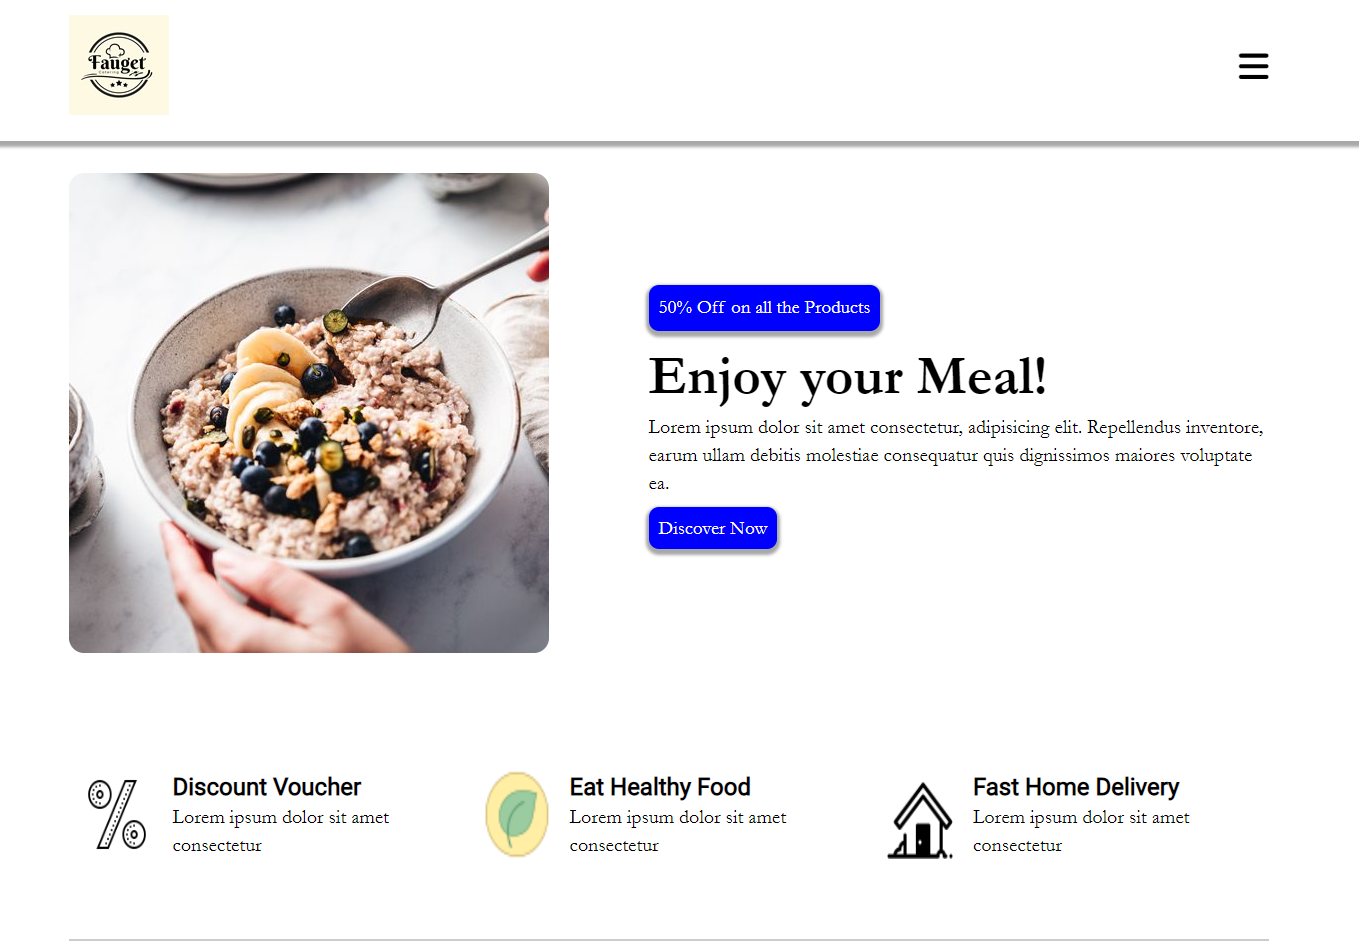 Fauget
Catering
50% Off on all the Products
Enjoy your Meal!
Lorem ipsum dolor sit amet consectetur, adipisicing elit. Repellendus inventore,
earum ullam debitis molestiae consequatur quis dignissimos maiores voluptate
ea.
Discover Now
Discount Voucher
Lorem ipsum dolor sit amet
consectetur
Eat Healthy Food
Lorem ipsum dolor sit amet
consectetur
Fast Home Delivery
Lorem ipsum dolor sit amet
consectetur